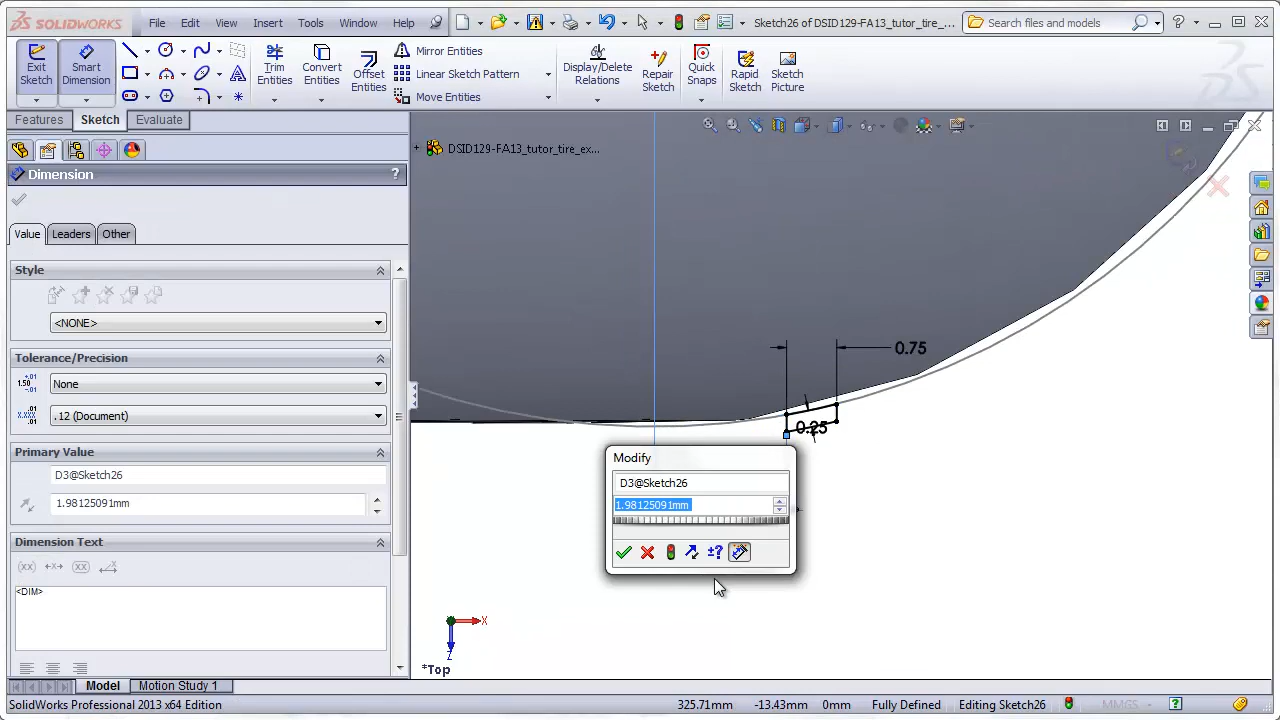 SOLIDWORKS File Edit View Insert Tools Window Help Sketch26 of DSID129-FA13_tutor_tire_... Search files and models
Exit Sketch
Smart Dimension
Trim Entities
Convert Entities
Offset Entities
Mirror Entities
Linear Sketch Pattern
Move Entities
Display/Delete Relations
Repair Sketch
Quick Snaps
Rapid Sketch
Sketch Picture
Features Sketch Evaluate
DSID129-FA13_tutor_tire_ex...
Dimension ?
Value Leaders Other
Style
<NONE>
Tolerance/Precision
None
.12 (Document)
Primary Value
D3@Sketch26
1.98125091mm
Dimension Text
<DIM>
0.75
0.25
Modify
D3@Sketch26
1.98125091mm
X
Z
*Top
Model Motion Study 1
SolidWorks Professional 2013 x64 Edition 325.71mm -13.43mm 0mm Fully Defined Editing Sketch26 MMGS